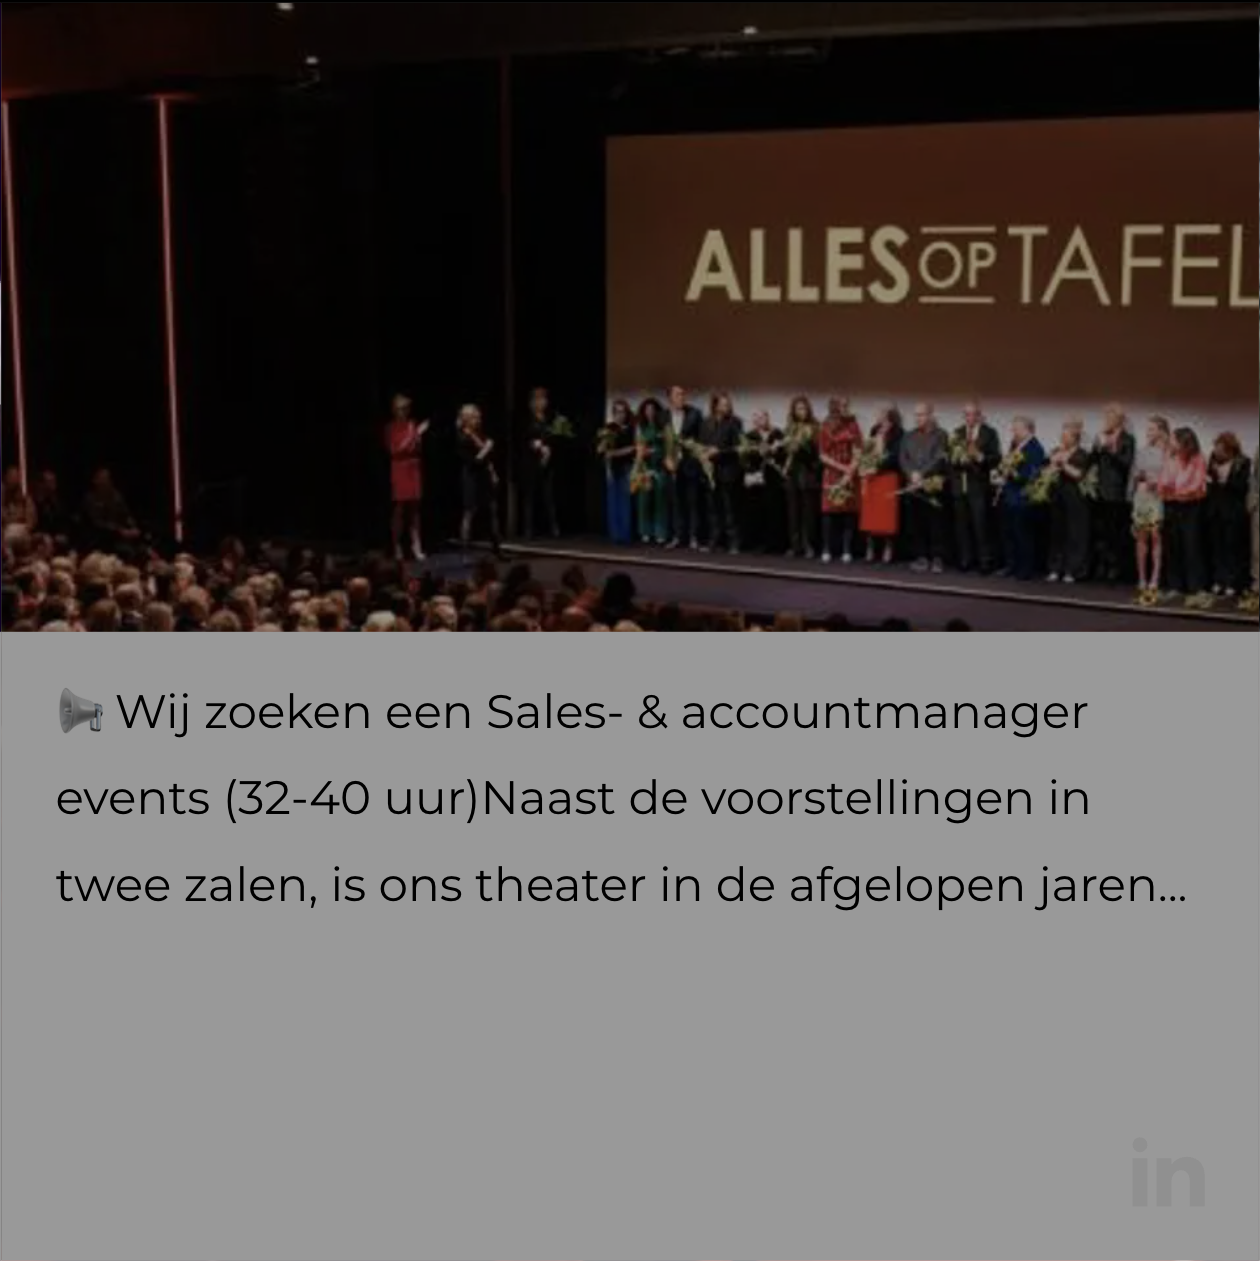 ALLES OP TAFEL
📢 Wij zoeken een Sales- & accountmanager
events (32-40 uur)Naast de voorstellingen in
twee zalen, is ons theater in de afgelopen jaren...
in